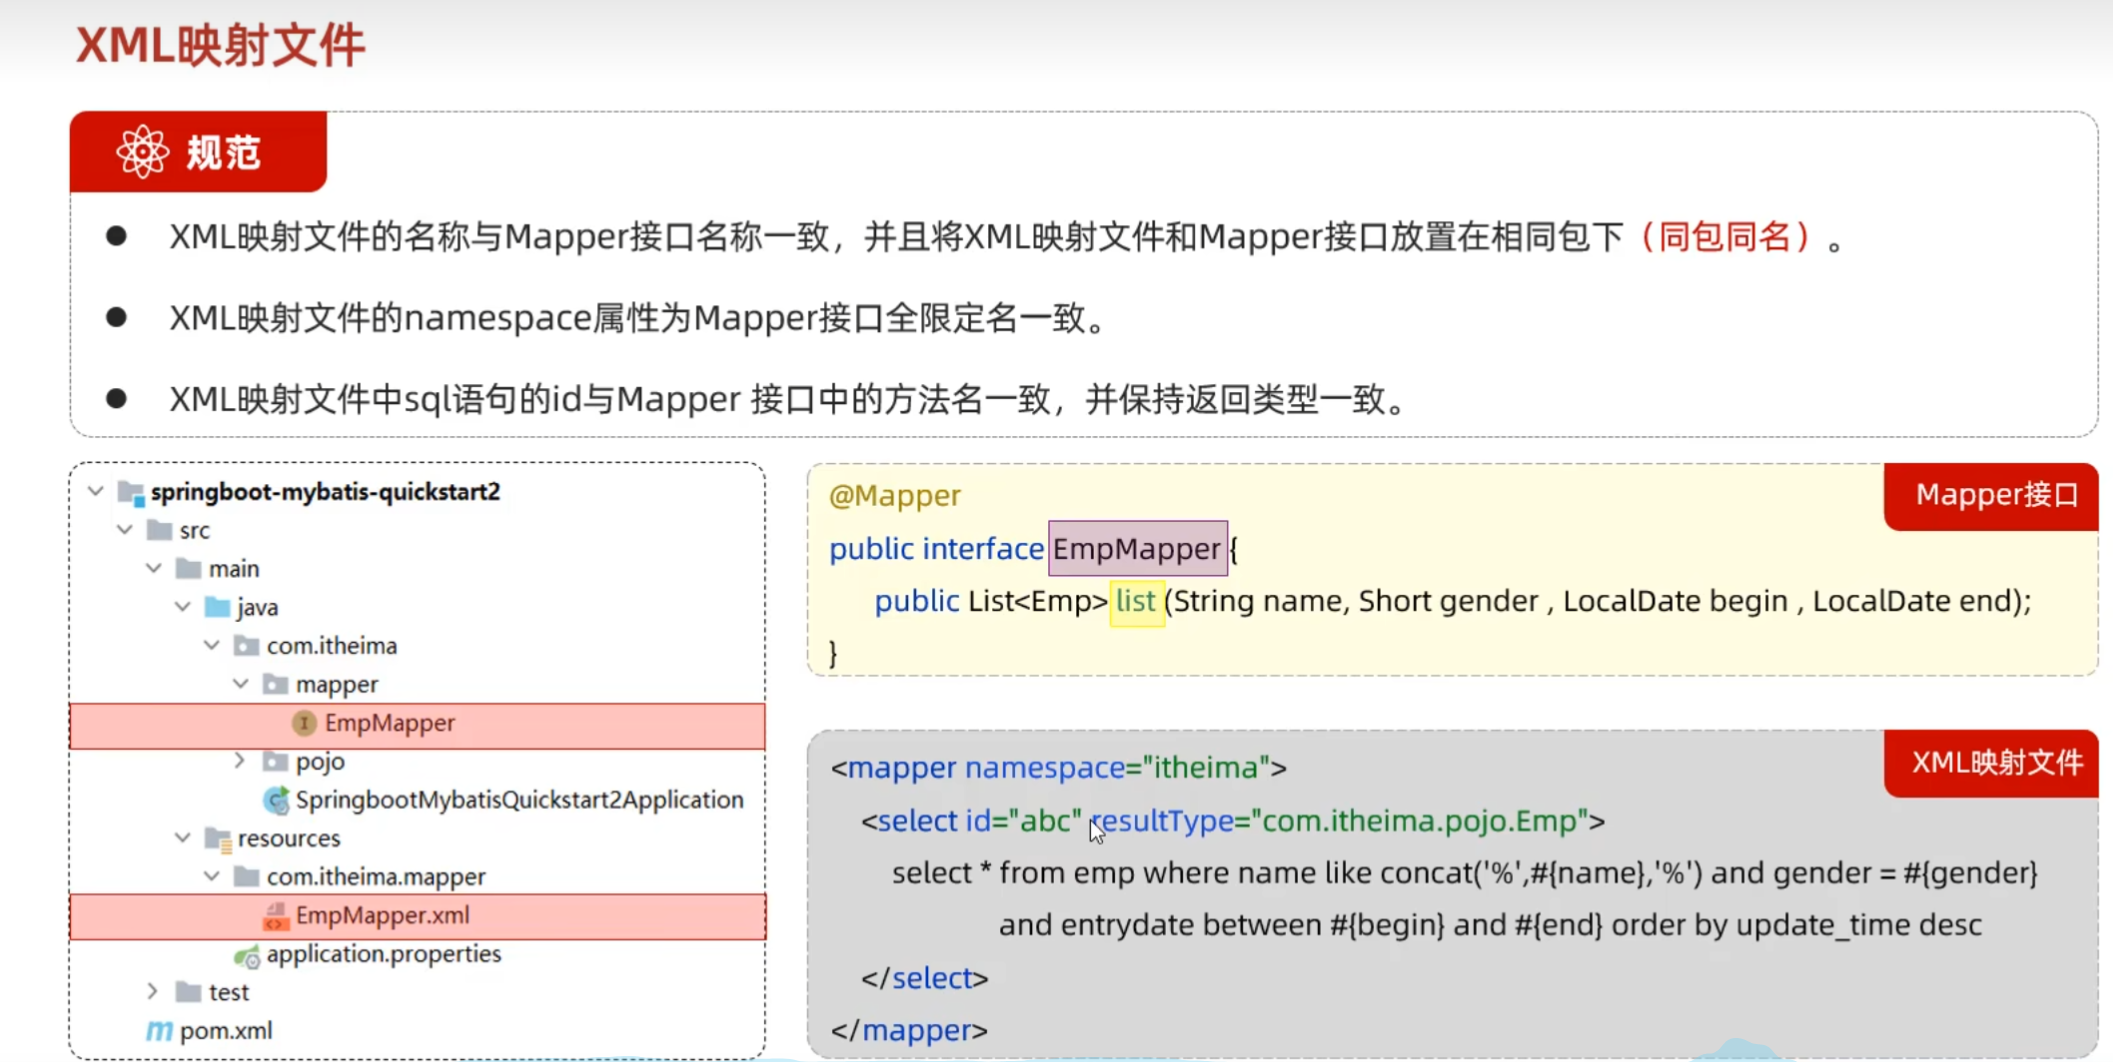 XML映射文件
规范
XML映射文件的名称与Mapper接口名称一致，并且将XML映射文件和Mapper接口放置在相同包下（同包同名）。
XML映射文件的namespace属性为Mapper接口全限定名一致。
XML映射文件中sql语句的id与Mapper 接口中的方法名一致，并保持返回类型一致。
springboot-mybatis-quickstart2
src
main
java
com.itheima
mapper
EmpMapper
pojo
SpringbootMybatisQuickstart2Application
resources
com.itheima.mapper
EmpMapper.xml
application.properties
test
pom.xml
Mapper接口
@Mapper
public interface EmpMapper {
public List<Emp> list (String name, Short gender , LocalDate begin , LocalDate end);
}
XML映射文件
<mapper namespace="itheima">
<select id="abc" resultType="com.itheima.pojo.Emp">
select * from emp where name like concat('%',#{name},'%') and gender = #{gender}
and entrydate between #{begin} and #{end} order by update_time desc
</select>
</mapper>